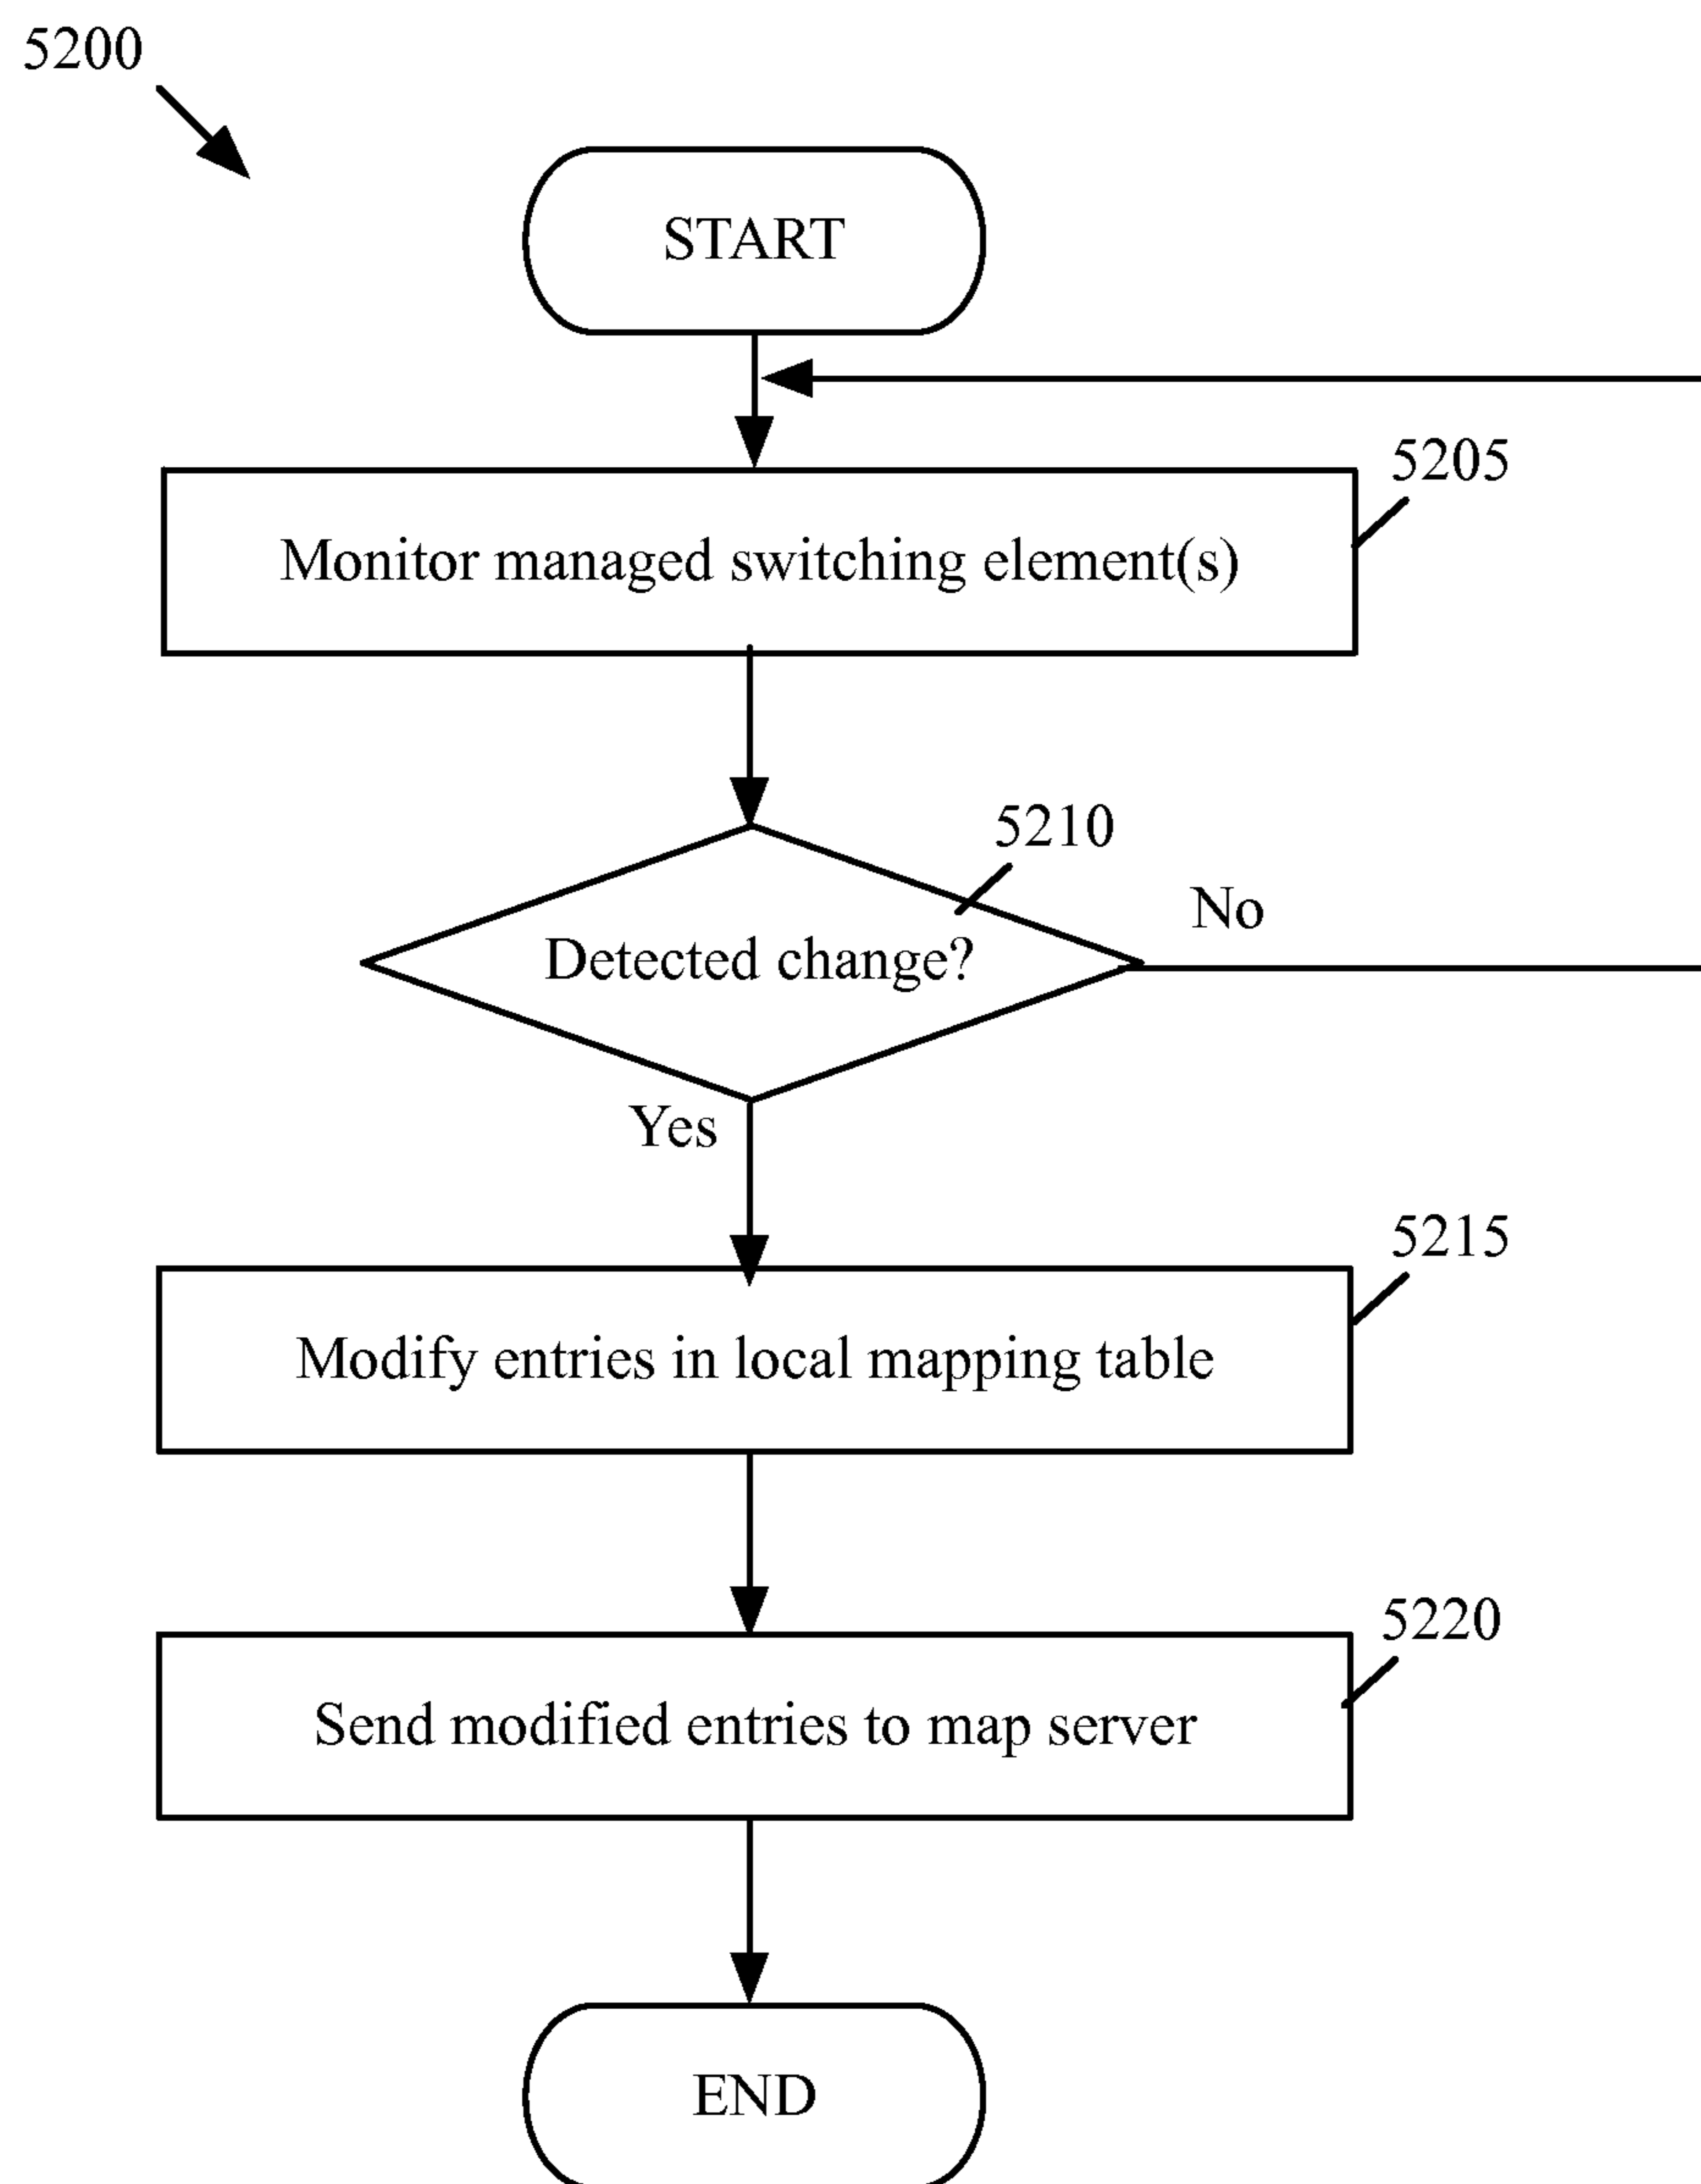 5200
START
5205
Monitor managed switching element(s)
5210
No
Detected change?
Yes
5215
Modify entries in local mapping table
5220
Send modified entries to map server
END